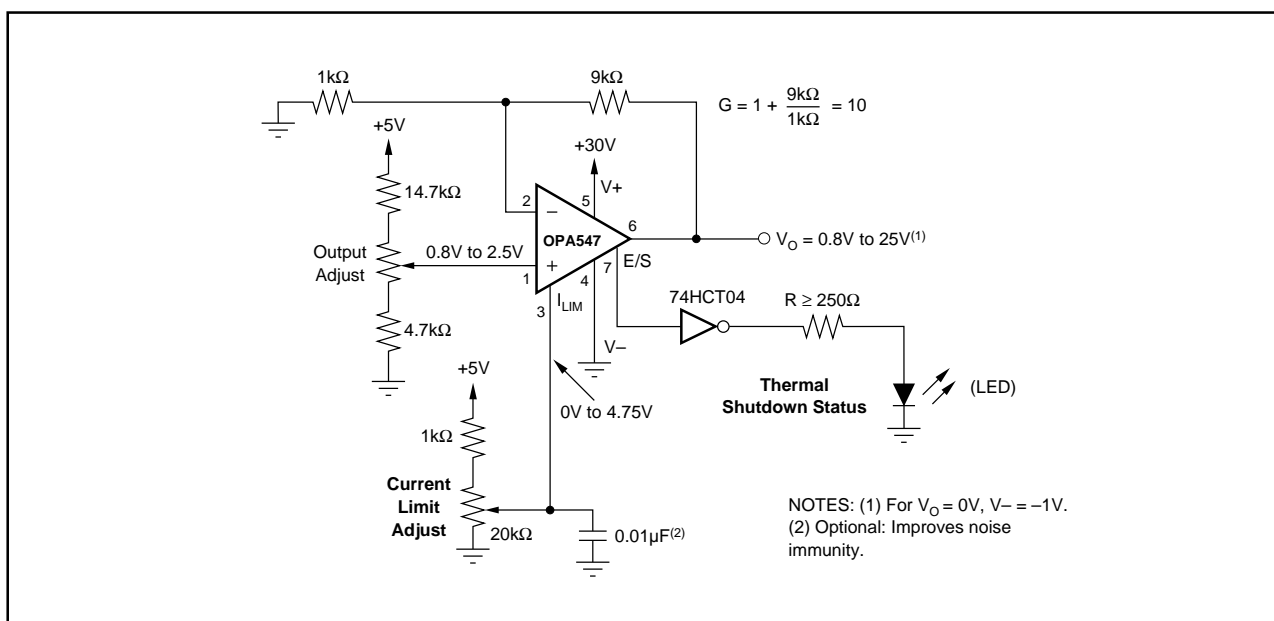 1kΩ
9kΩ
G = 1 + 9kΩ/1kΩ = 10
+5V
+30V
V+
14.7kΩ
2
–
5
6
OPA547
Output
Adjust
0.8V to 2.5V
+
1
4
7
E/S
V_O = 0.8V to 25V(1)
I_LIM
3
74HCT04
R ≥ 250Ω
4.7kΩ
V–
+5V
0V to 4.75V
Thermal
Shutdown Status
(LED)
1kΩ
Current
Limit
Adjust
20kΩ
0.01µF(2)
NOTES: (1) For V_O = 0V, V– = –1V.
(2) Optional: Improves noise
immunity.